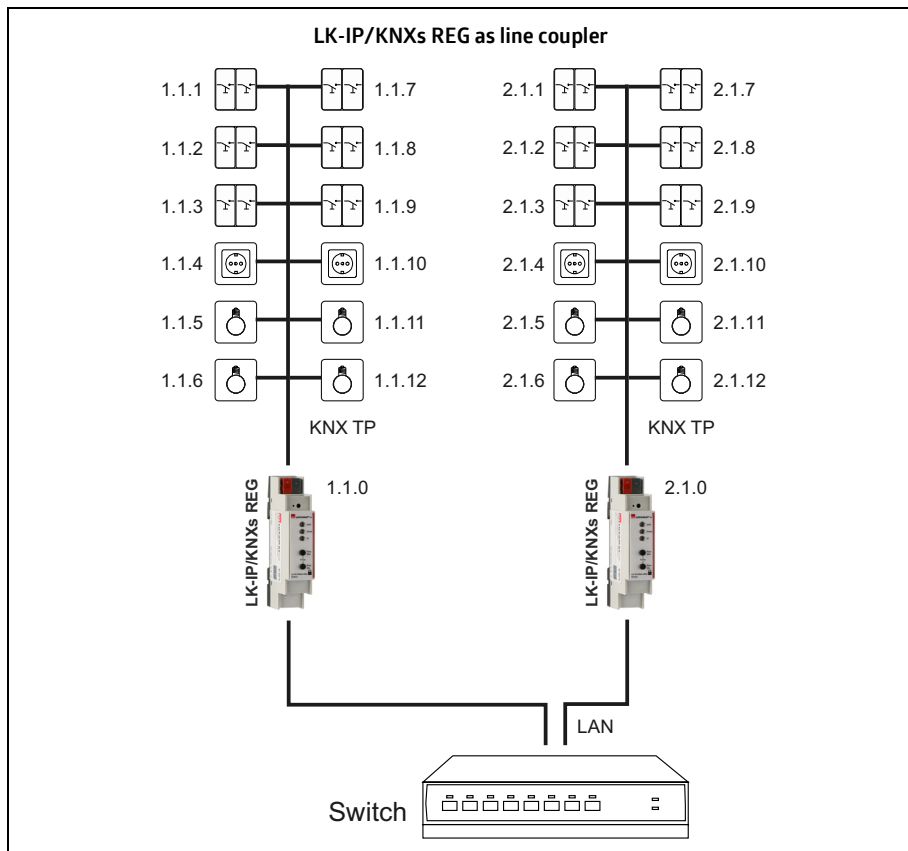 LK-IP/KNXs REG as line coupler
1.1.1 1.1.7 2.1.1 2.1.7
1.1.2 1.1.8 2.1.2 2.1.8
1.1.3 1.1.9 2.1.3 2.1.9
1.1.4 1.1.10 2.1.4 2.1.10
1.1.5 1.1.11 2.1.5 2.1.11
1.1.6 1.1.12 2.1.6 2.1.12
KNX TP KNX TP
LK-IP/KNXs REG 1.1.0 LK-IP/KNXs REG 2.1.0
LAN
Switch